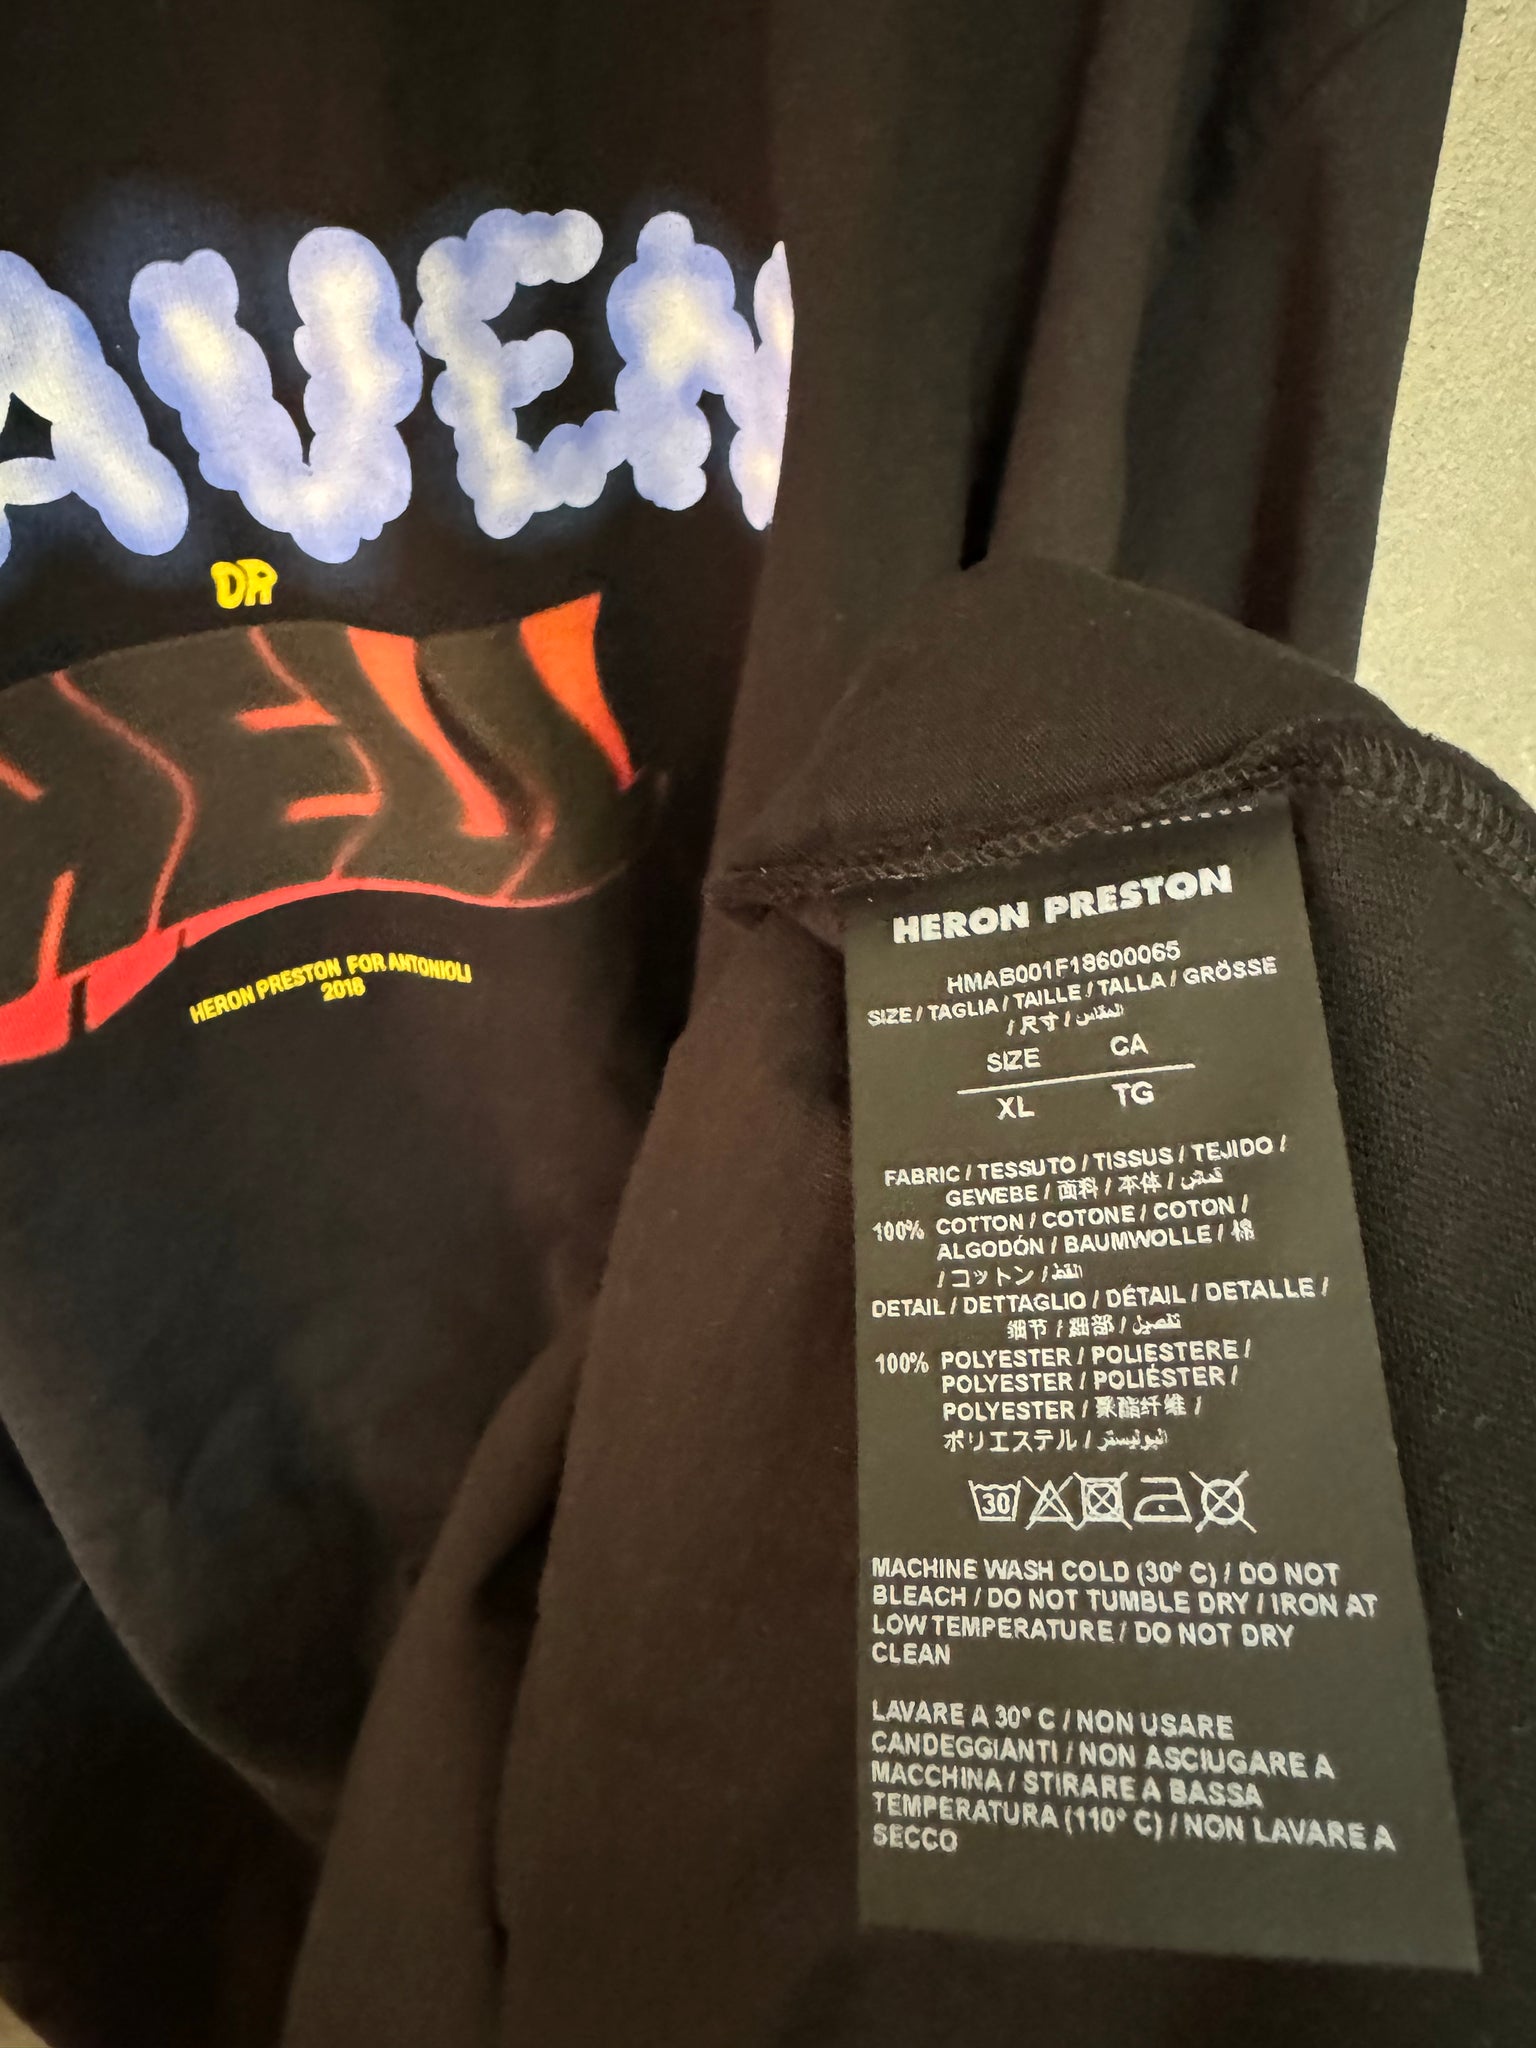 AVEN
OR
HELL
HERON PRESTON FOR ANTONIOLI
2018
HERON PRESTON
HMAB001F18600065
SIZE / TAGLIA / TAILLE / TALLA / GRÖSSE
/ 尺寸 / المقاس
SIZE CA
XL TG
FABRIC / TESSUTO / TISSUS / TEJIDO /
GEWEBE / 面料 / 本体 / قماش
100% COTTON / COTONE / COTON /
ALGODÓN / BAUMWOLLE / 棉
/ コットン / القط
DETAIL / DETTAGLIO / DÉTAIL / DETALLE /
细节 / 細部 / تفصيل
100% POLYESTER / POLIESTERE /
POLYESTER / POLIÉSTER /
POLYESTER / 聚酯纤维 /
ポリエステル / البوليستر
30
MACHINE WASH COLD (30° C) / DO NOT
BLEACH / DO NOT TUMBLE DRY / IRON AT
LOW TEMPERATURE / DO NOT DRY
CLEAN
LAVARE A 30° C / NON USARE
CANDEGGIANTI / NON ASCIUGARE A
MACCHINA / STIRARE A BASSA
TEMPERATURA (110° C) / NON LAVARE A
SECCO